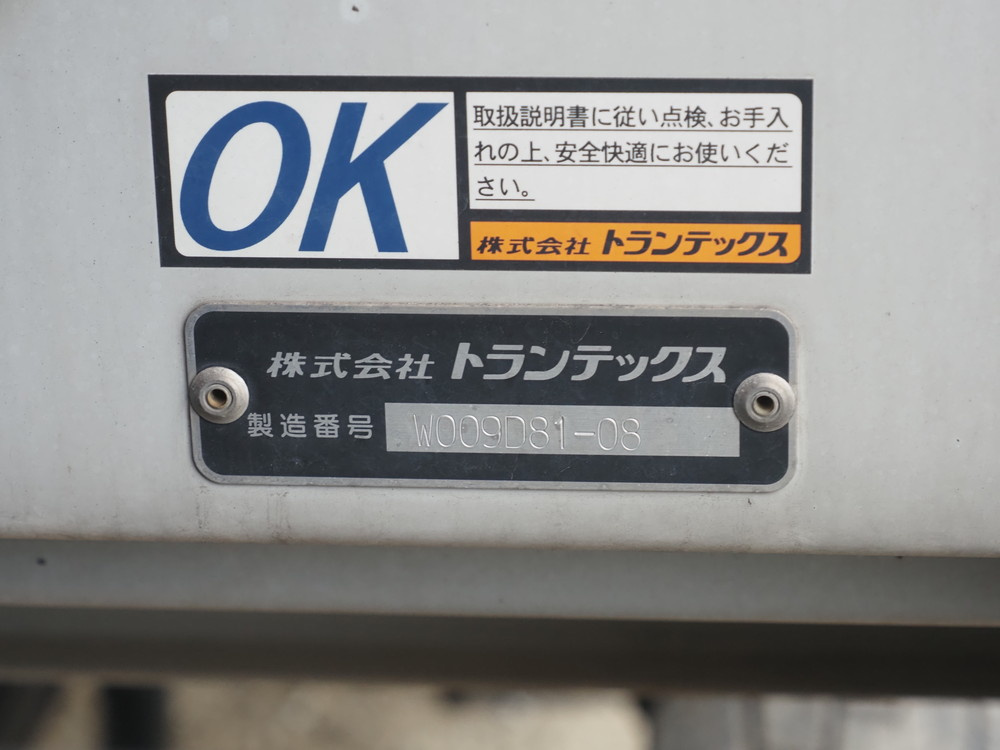 OK
取扱説明書に従い点検、お手入
れの上、安全快適にお使いくだ
さい。
株式会社 トランテックス
株式会社 トランテックス
製造番号 W009D81-08